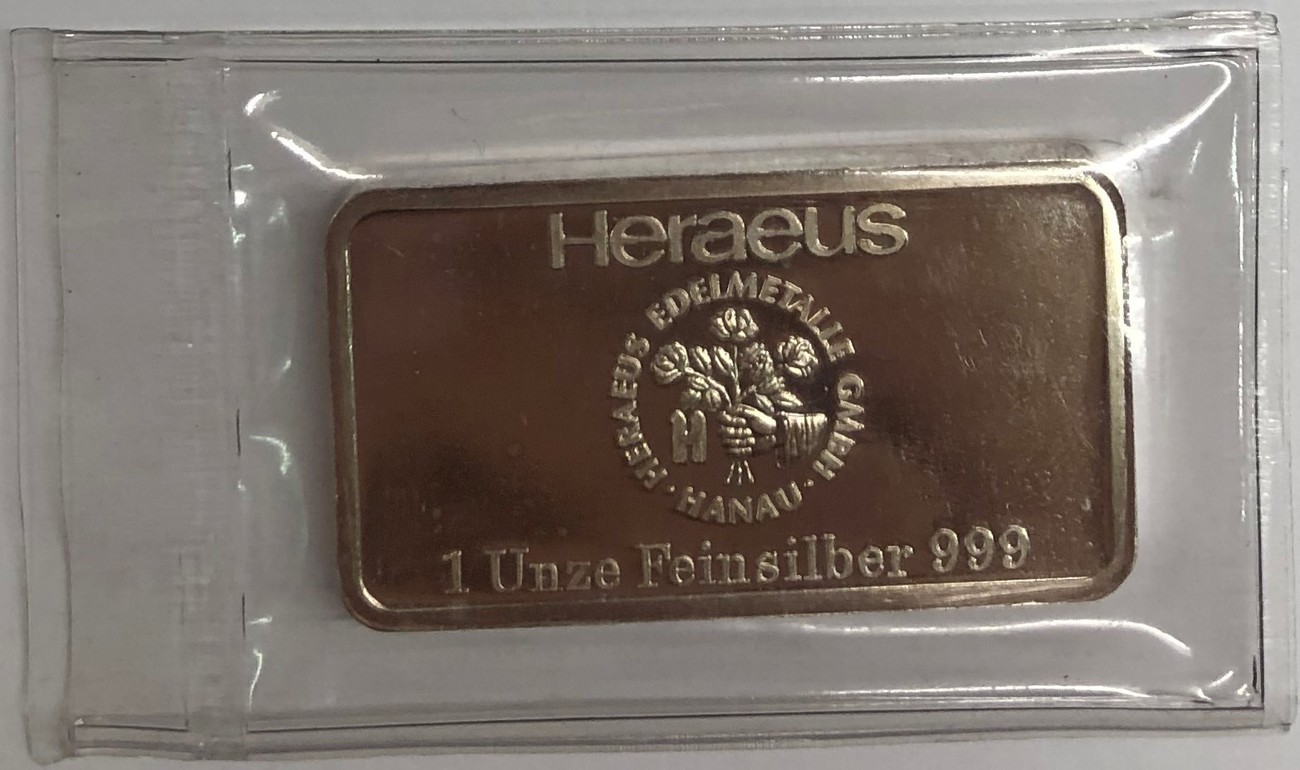 Heraeus
HERAEUS EDELMETALLE GMBH
· HANAU ·
H
1 Unze Feinsilber 999